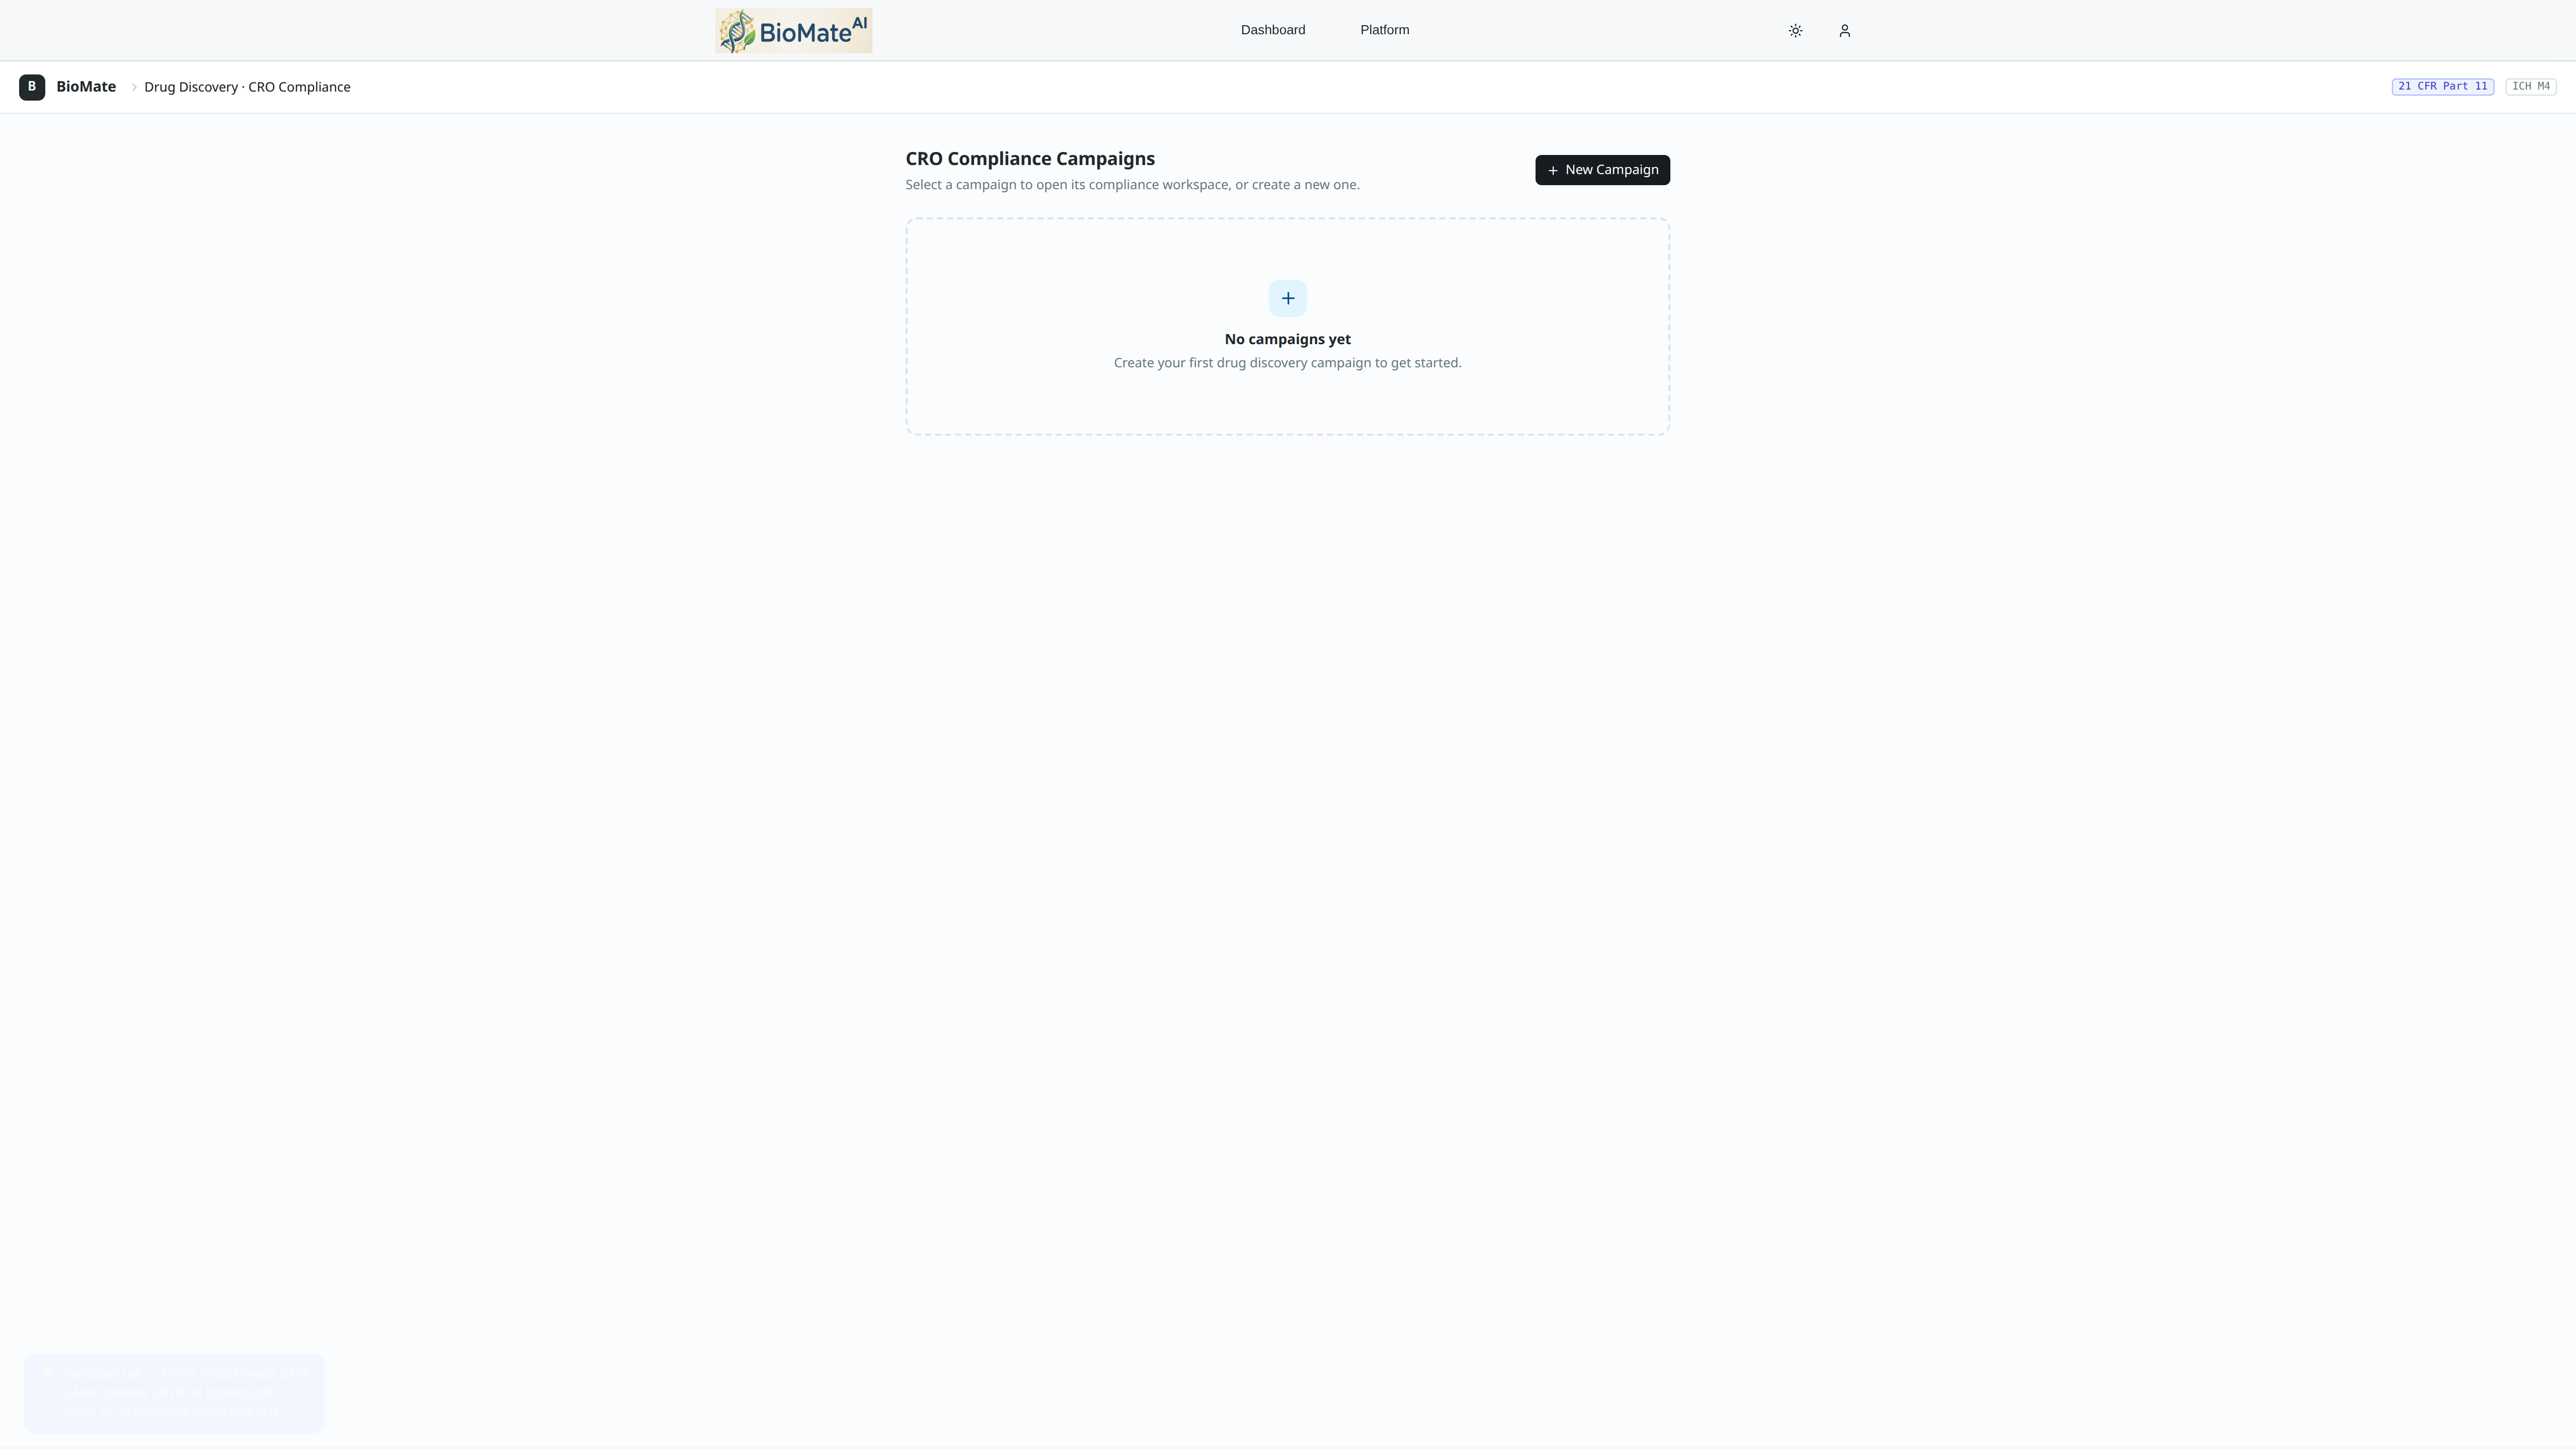 BioMate AI
Dashboard
Platform
B
BioMate
Drug Discovery · CRO Compliance
21 CFR Part 11
ICH M4
CRO Compliance Campaigns
Select a campaign to open its compliance workspace, or create a new one.
+ New Campaign
No campaigns yet
Create your first drug discovery campaign to get started.